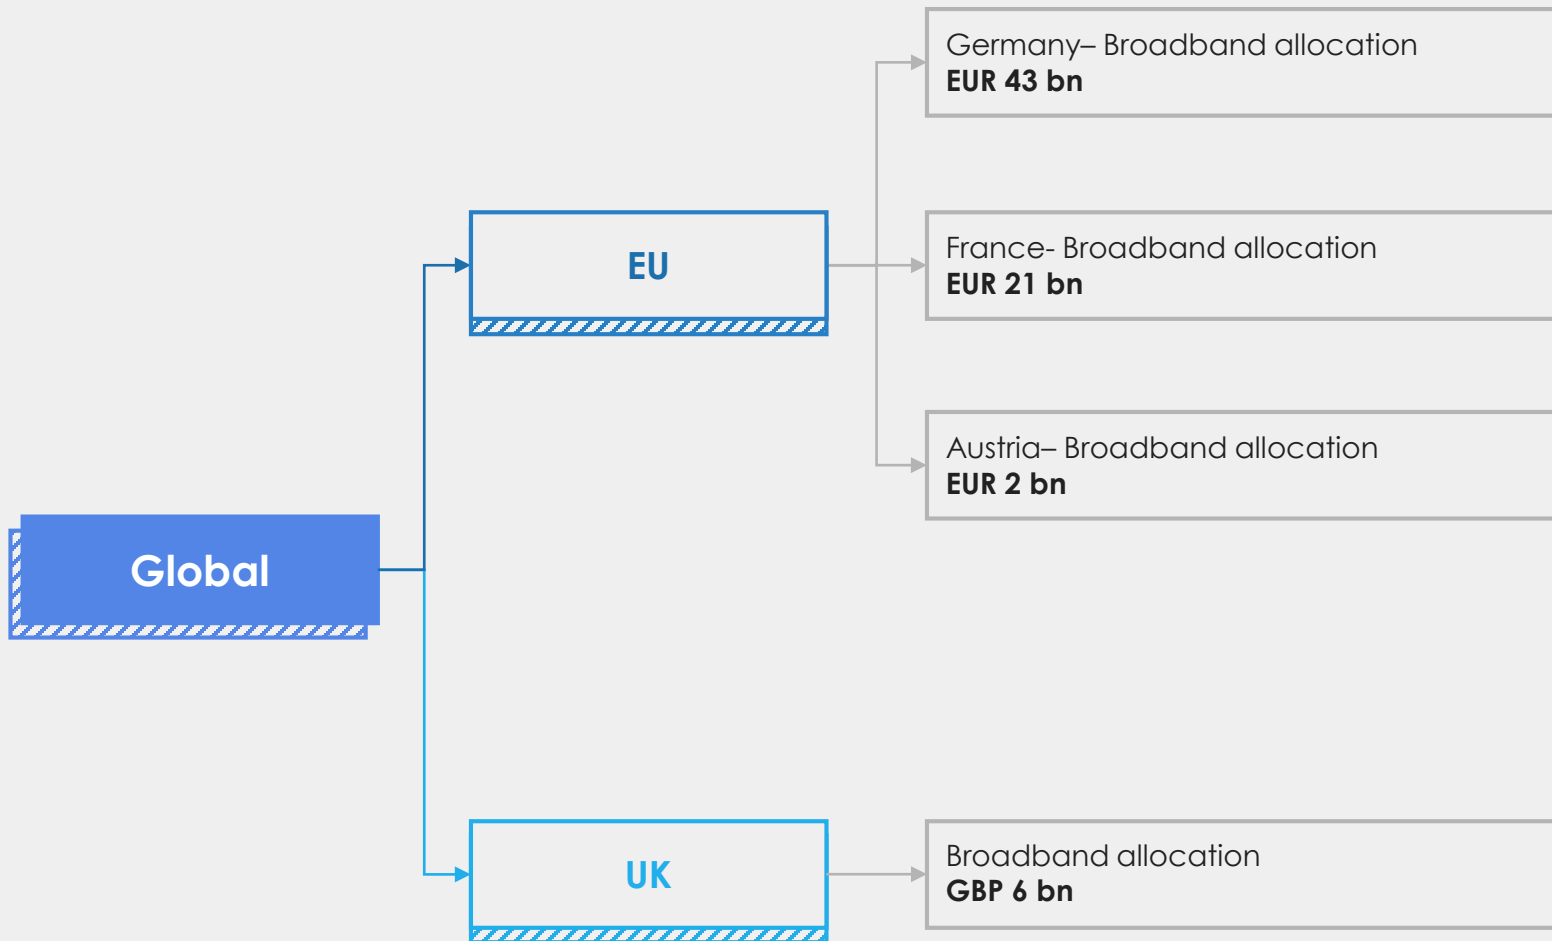 Germany– Broadband allocation
EUR 43 bn
EU
France- Broadband allocation
EUR 21 bn
Austria– Broadband allocation
EUR 2 bn
Global
UK
Broadband allocation
GBP 6 bn